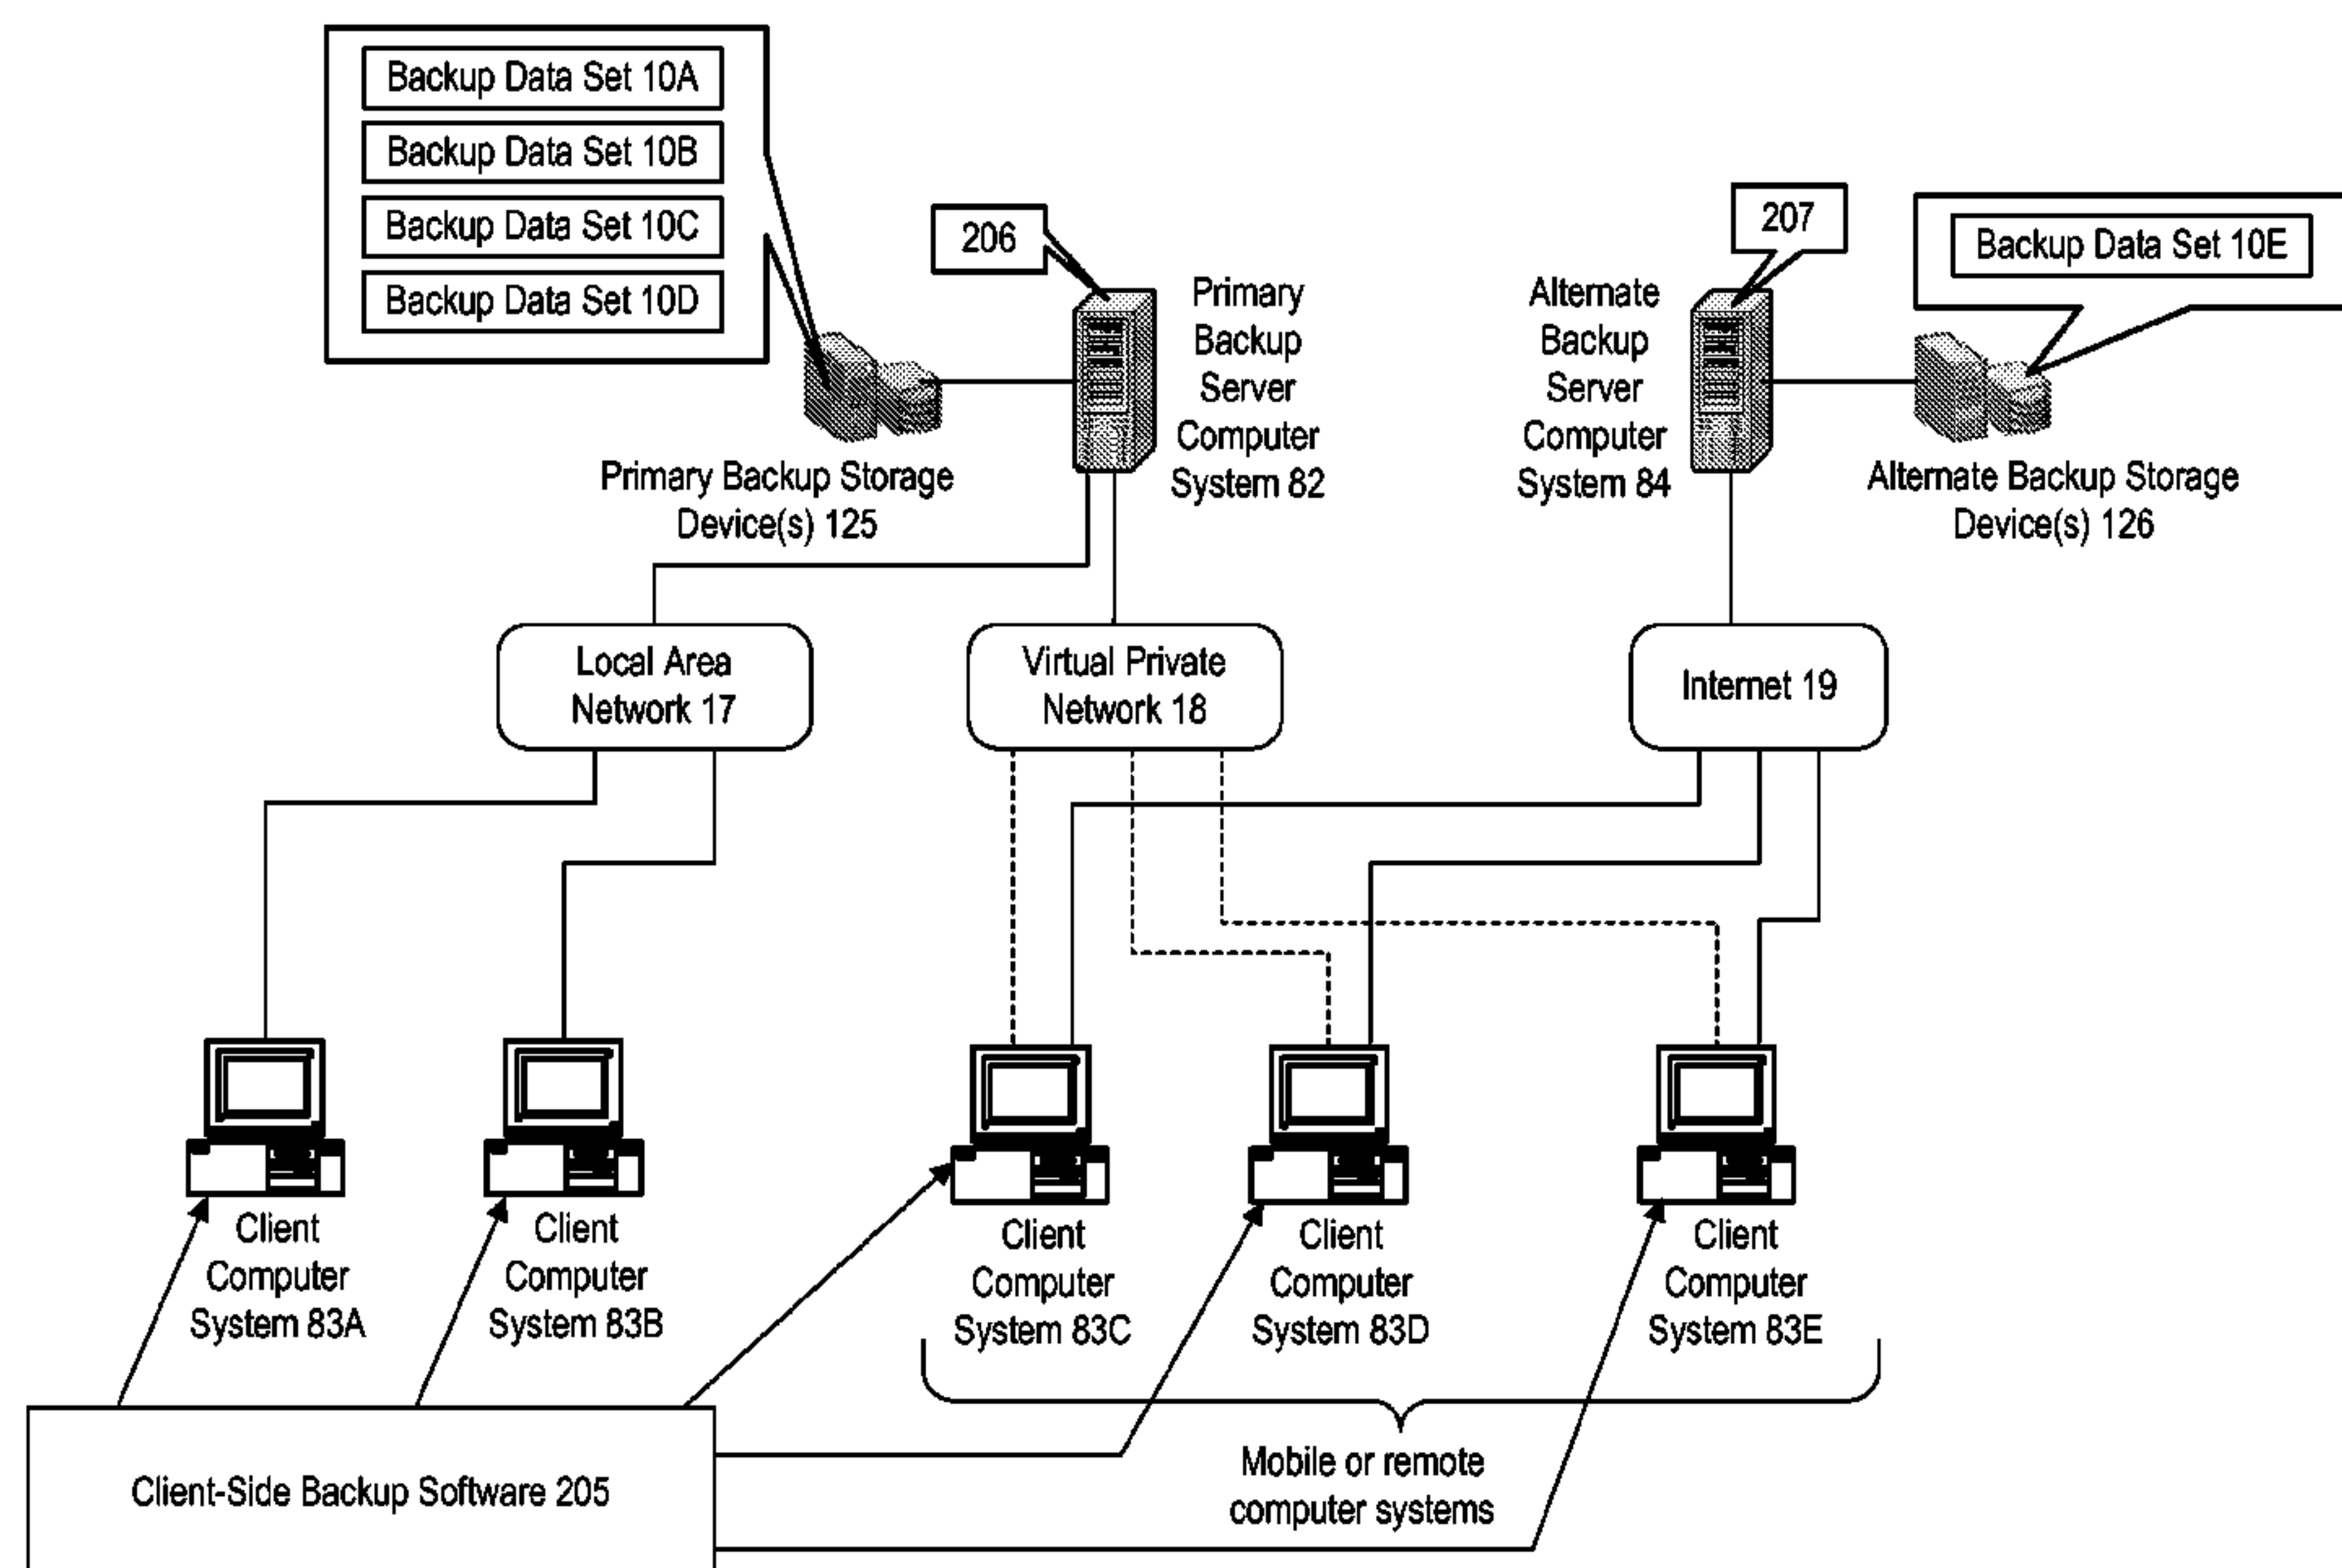 Backup Data Set 10A
Backup Data Set 10B
Backup Data Set 10C
Backup Data Set 10D
206
Primary
Backup
Server
Computer
System 82
207
Alternate
Backup
Server
Computer
System 84
Backup Data Set 10E
Primary Backup Storage
Device(s) 125
Alternate Backup Storage
Device(s) 126
Local Area
Network 17
Virtual Private
Network 18
Internet 19
Client
Computer
System 83A
Client
Computer
System 83B
Client
Computer
System 83C
Client
Computer
System 83D
Client
Computer
System 83E
Client-Side Backup Software 205
Mobile or remote
computer systems